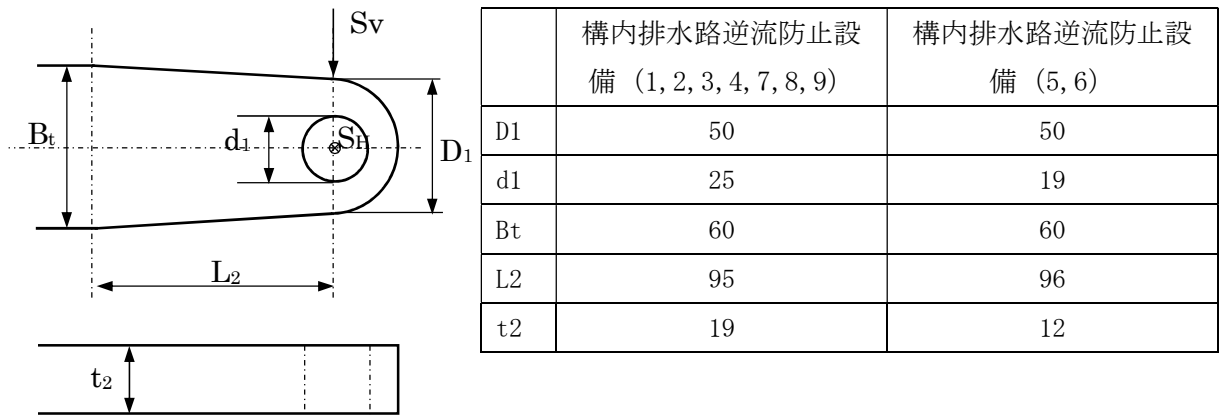 Sv
Bt
d1
SH
D1
L2
t2
構内排水路逆流防止設備 (1,2,3,4,7,8,9)
構内排水路逆流防止設備 (5,6)
D1 50 50
d1 25 19
Bt 60 60
L2 95 96
t2 19 12